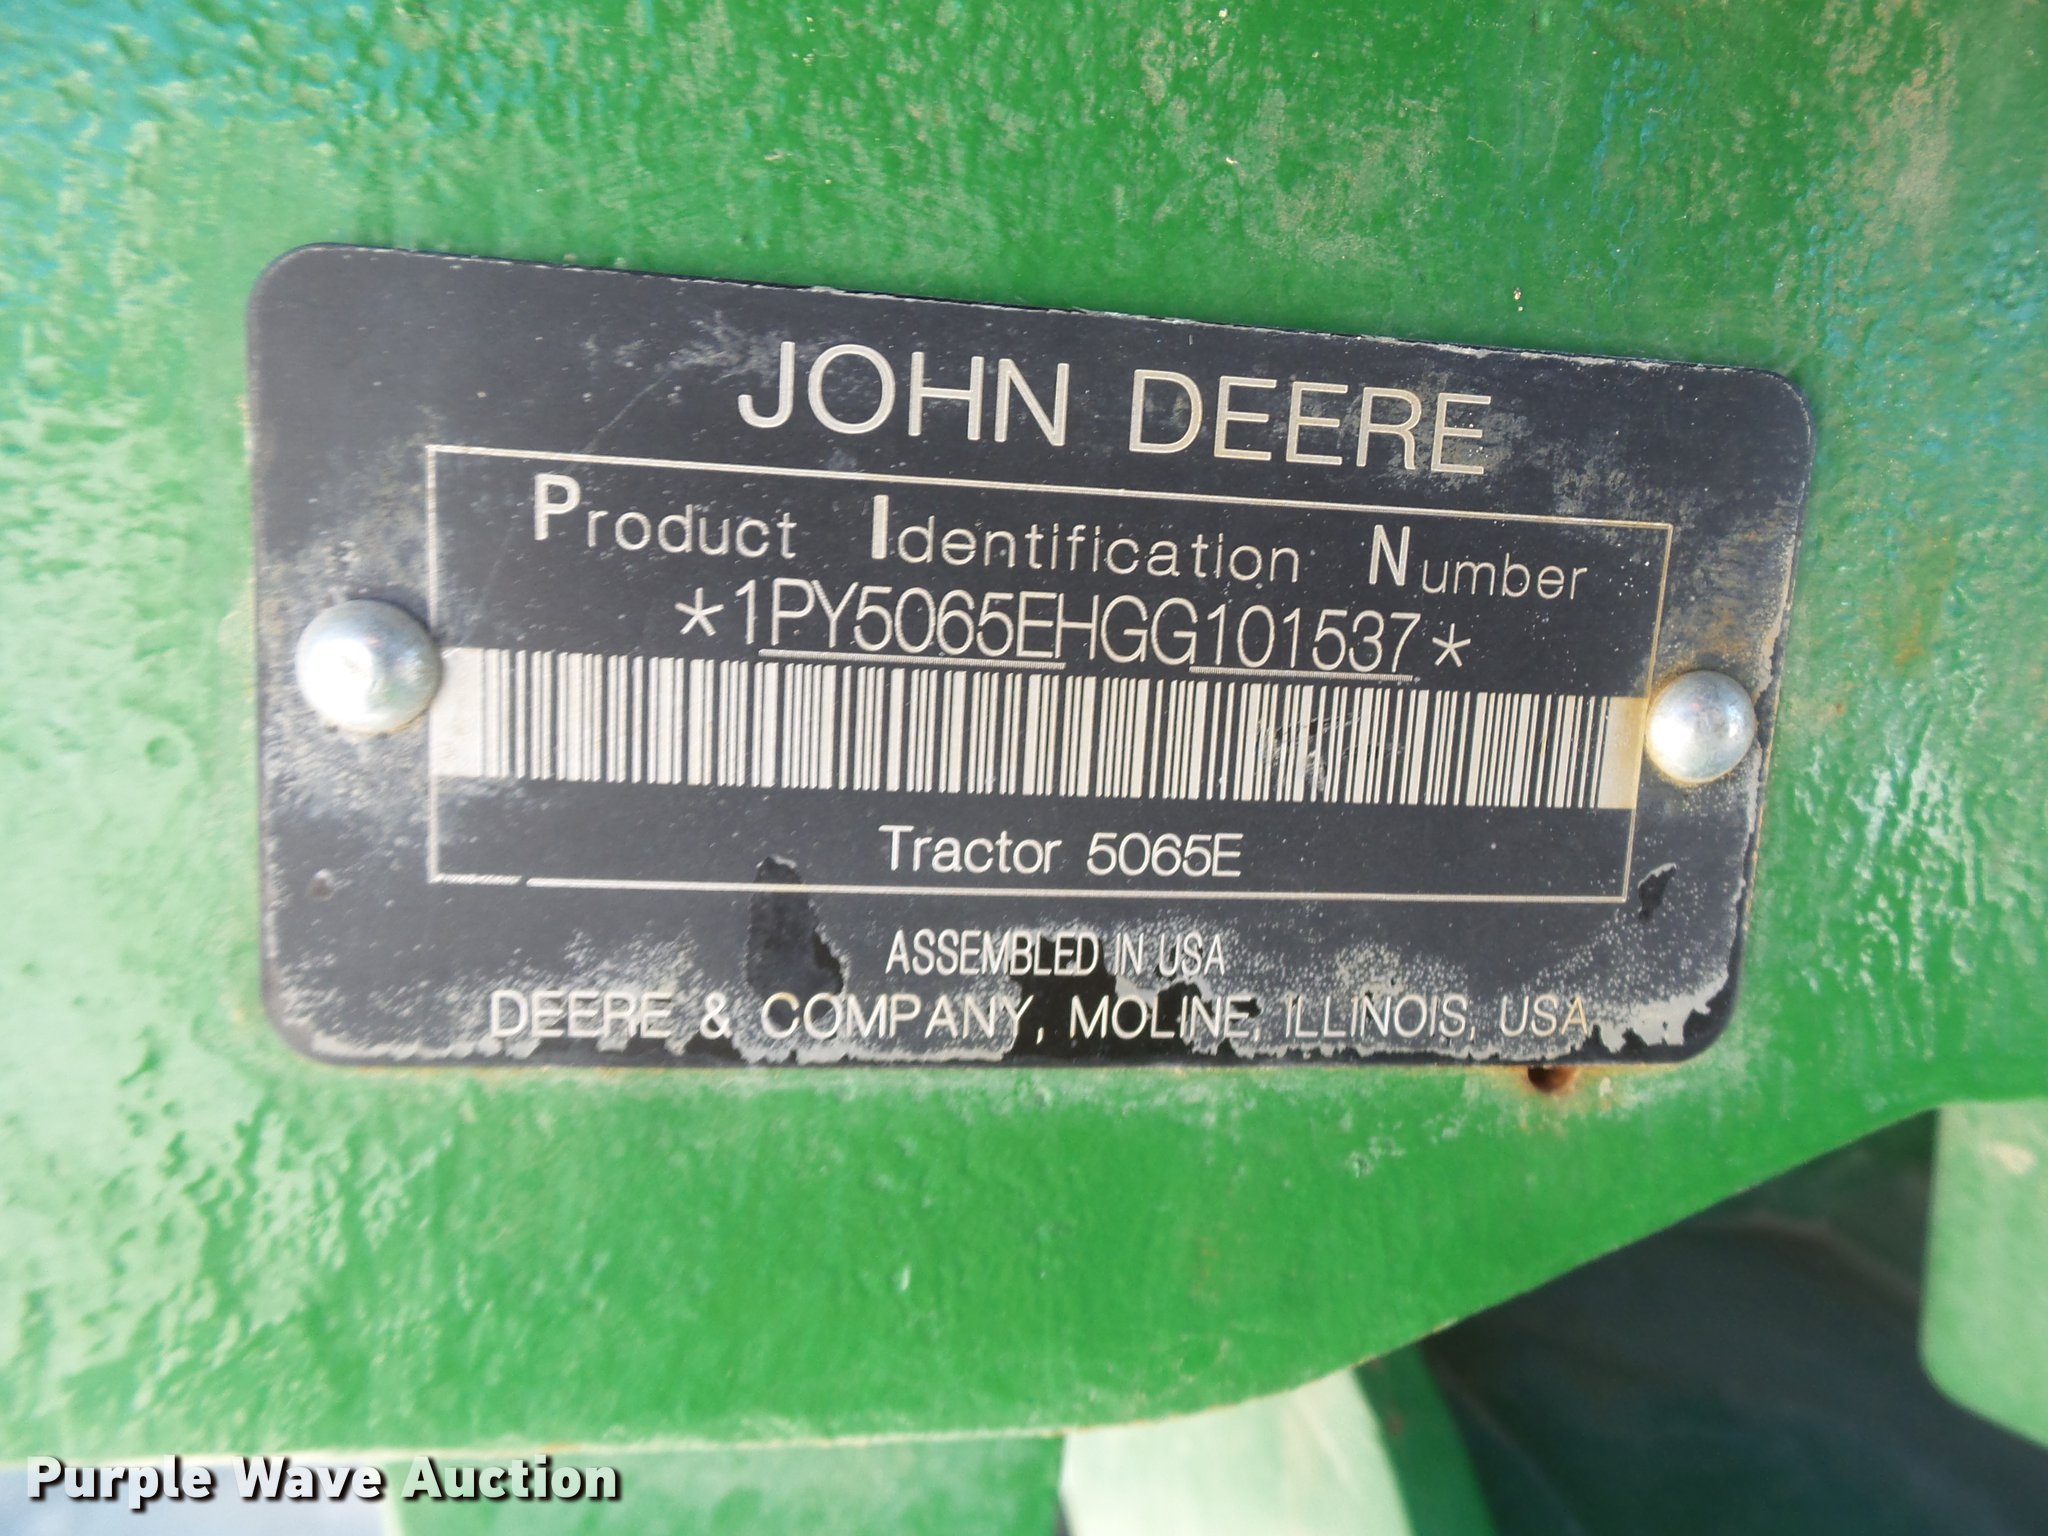 JOHN DEERE
Product Identification Number
*1PY5065EHGG101537*
Tractor 5065E
ASSEMBLED IN USA
DEERE & COMPANY, MOLINE, ILLINOIS, USA
Purple Wave Auction